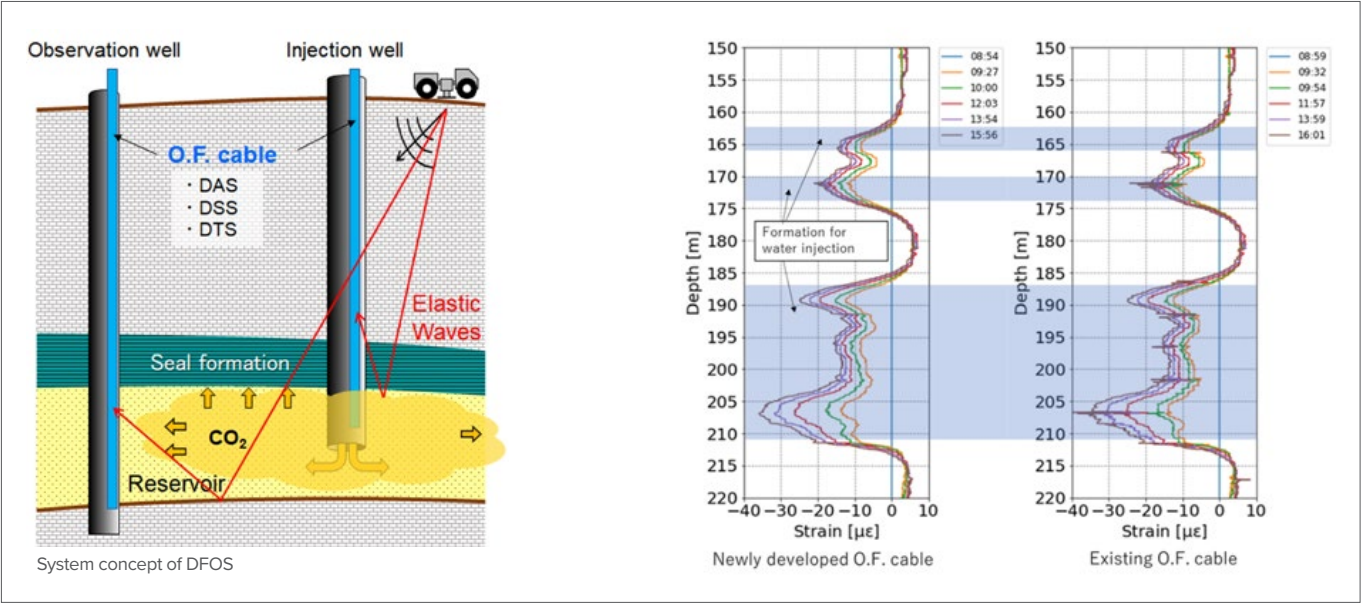 Observation well
Injection well
O.F. cable
・ DAS
・ DSS
・ DTS
Elastic
Waves
Seal formation
CO₂
Reservoir
System concept of DFOS
150
155
160
165
170
175
180
185
190
195
200
205
210
215
220
Depth [m]
−40 −30 −20 −10 0 10
Strain [µε]
08:54
09:27
10:00
12:03
13:54
15:56
Formation for
water injection
Newly developed O.F. cable
150
155
160
165
170
175
180
185
190
195
200
205
210
215
220
Depth [m]
−40 −30 −20 −10 0 10
Strain [µε]
08:59
09:32
09:54
11:57
13:59
16:01
Existing O.F. cable